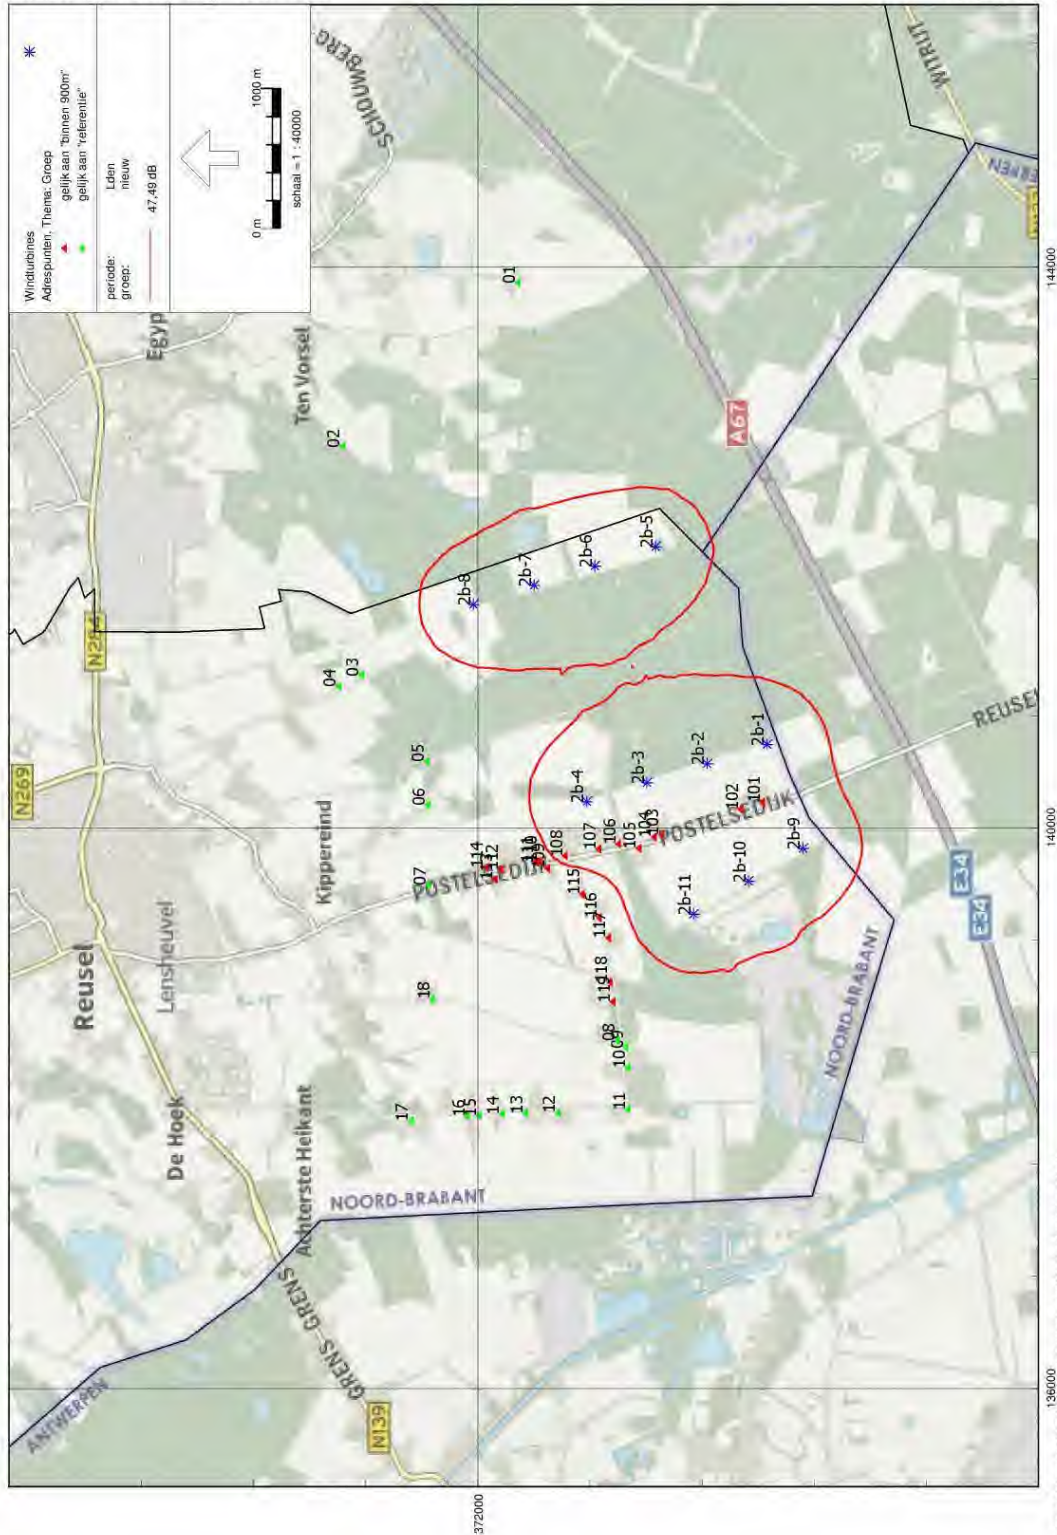 Windturbines
Adrespunten, Thema: Groep
gelijk aan "binnen 900m"
gelijk aan "referentie"
periode: Lden
groep: nieuw
47,49 dB
0 m 1000 m
schaal = 1 : 40000
SCHOUWBERG
WITRIJT
N269
N284
Egyp
Ten Vorsel
01
02
03
04
05
06
07
18
17
16
15
14
13
12
11
10
09
08
Reusel
Lensheuvel
Kippereind
De Hoek
Achterste Heikant
POSTELSEDIJK
POSTELSEDIJK
REUSEL
A67
E34
E34
N139
2b-8
2b-7
2b-6
2b-5
2b-4
2b-3
2b-2
2b-1
2b-9
2b-10
2b-11
101
102
103
104
105
106
107
108
109
112
114
115
116
117
118
119
NOORD-BRABANT
NOORD-BRABANT
ANTWERPEN
GRENS
GRENS
372000
136000
140000
144000